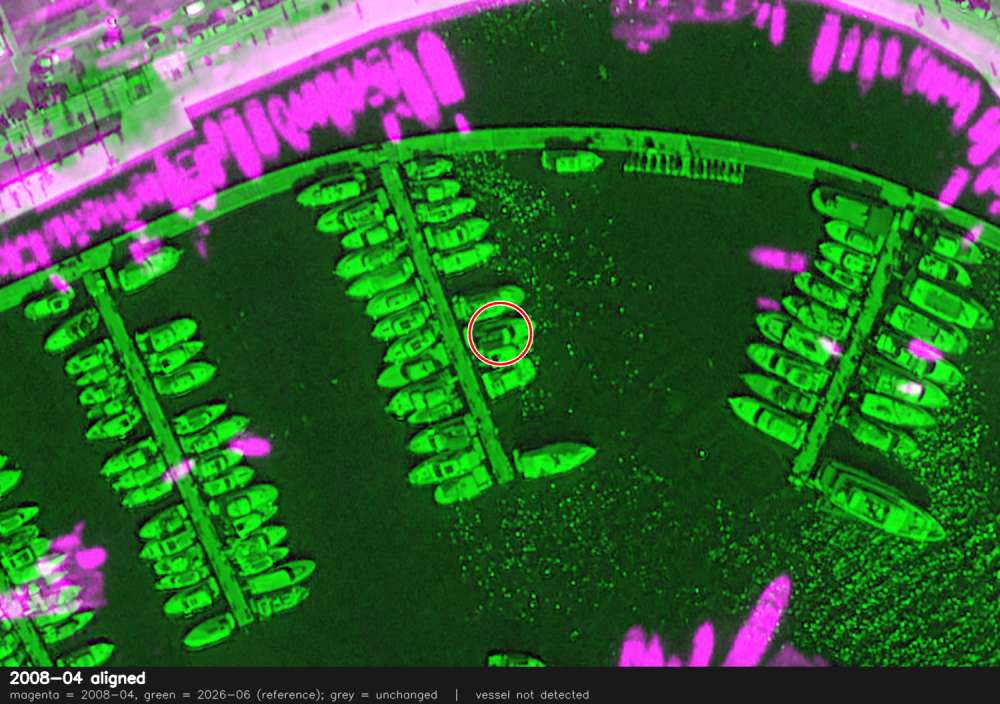 2008-04 aligned
magenta = 2008-04, green = 2026-06 (reference); grey = unchanged | vessel not detected